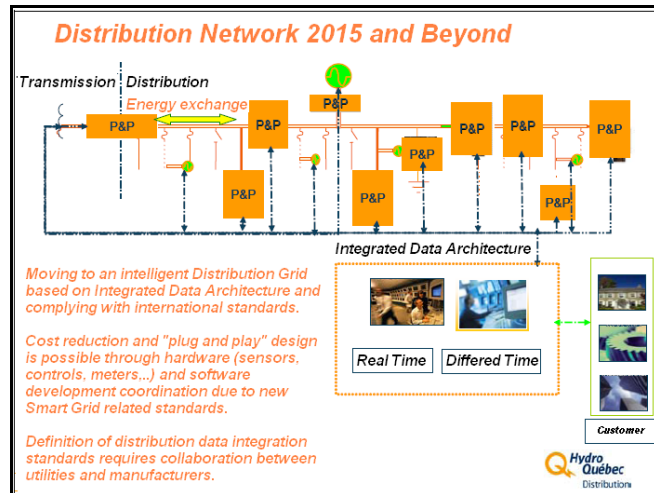 Distribution Network 2015 and Beyond
Transmission
Distribution
Energy exchange
P&P
P&P
P&P
P&P
P&P
P&P
P&P
P&P
P&P
P&P
Integrated Data Architecture
Moving to an intelligent Distribution Grid
based on Integrated Data Architecture and
complying with international standards.
Cost reduction and "plug and play" design
is possible through hardware (sensors,
controls, meters,..) and software
development coordination due to new
Smart Grid related standards.
Definition of distribution data integration
standards requires collaboration between
utilities and manufacturers.
Real Time
Differed Time
Customer
Hydro
Québec
Distribution